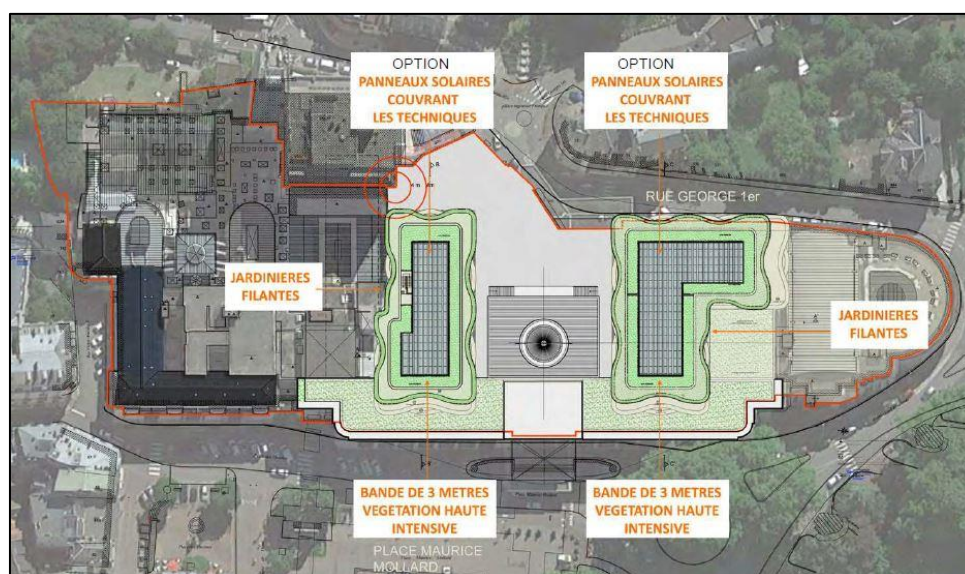 OPTION
PANNEAUX SOLAIRES
COUVRANT
LES TECHNIQUES
OPTION
PANNEAUX SOLAIRES
COUVRANT
LES TECHNIQUES
RUE GEORGE 1er
JARDINIERES
FILANTES
JARDINIERES
FILANTES
BANDE DE 3 METRES
VEGETATION HAUTE
INTENSIVE
BANDE DE 3 METRES
VEGETATION HAUTE
INTENSIVE
PLACE MAURICE
MOLLARD